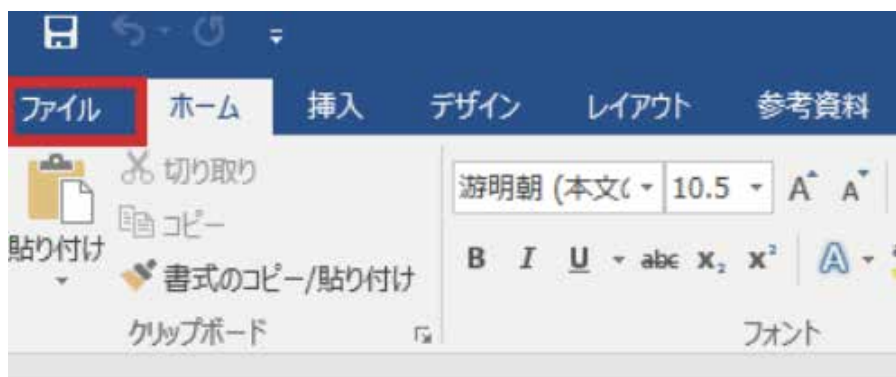 ファイル ホーム 挿入 デザイン レイアウト 参考資料
切り取り
コピー
貼り付け
書式のコピー/貼り付け
クリップボード
游明朝 (本文( 10.5 A A
B I U abc x₂ x² A
フォント